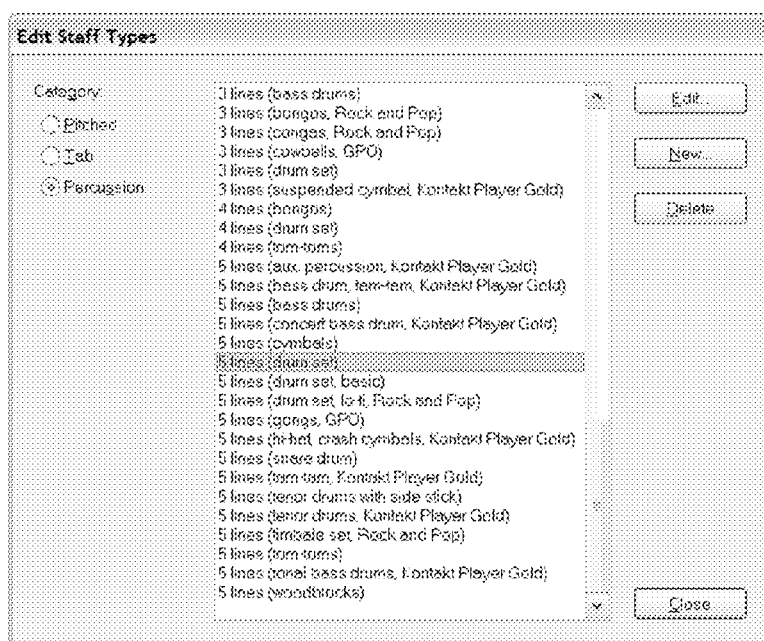 Edit Staff Types
Category:
Pitched
Tab
Percussion
3 lines (bass drums)
3 lines (bongos, Rock and Pop)
3 lines (congas, Rock and Pop)
3 lines (cowbells, GPO)
3 lines (drum set)
3 lines (suspended cymbal, Kontakt Player Gold)
4 lines (bongos)
4 lines (drum set)
4 lines (tom-toms)
5 lines (aux. percussion, Kontakt Player Gold)
5 lines (bass drum, tam-tam, Kontakt Player Gold)
5 lines (bass drums)
5 lines (concert bass drum, Kontakt Player Gold)
5 lines (cymbals)
5 lines (drum set)
5 lines (drum set, basic)
5 lines (drum set, lo-fi, Rock and Pop)
5 lines (gongs, GPO)
5 lines (hi-hat, crash cymbals, Kontakt Player Gold)
5 lines (snare drum)
5 lines (tam-tam, Kontakt Player Gold)
5 lines (tenor drums with side stick)
5 lines (tenor drums, Kontakt Player Gold)
5 lines (timbale set, Rock and Pop)
5 lines (tom-toms)
5 lines (tonal bass drums, Kontakt Player Gold)
5 lines (woodblocks)
Edit...
New...
Delete
Close